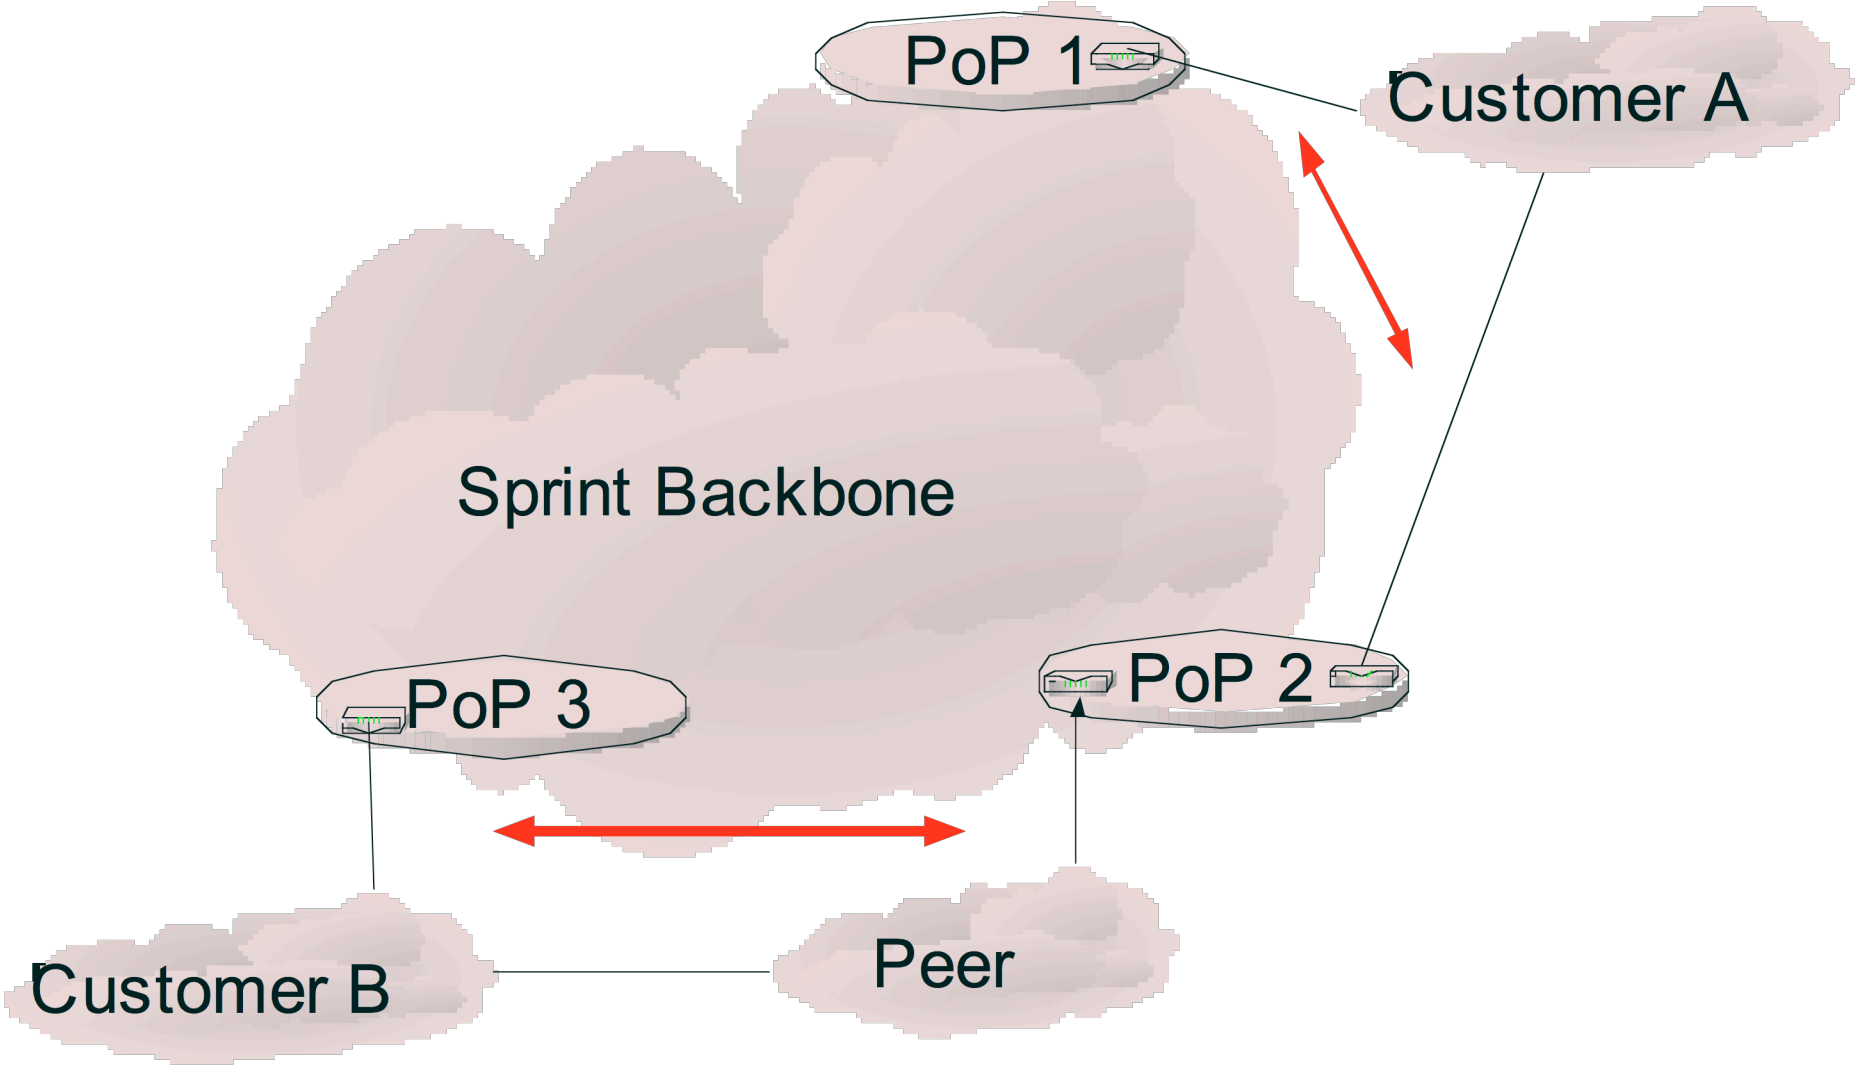 PoP 1
Customer A
Sprint Backbone
PoP 2
PoP 3
Peer
Customer B